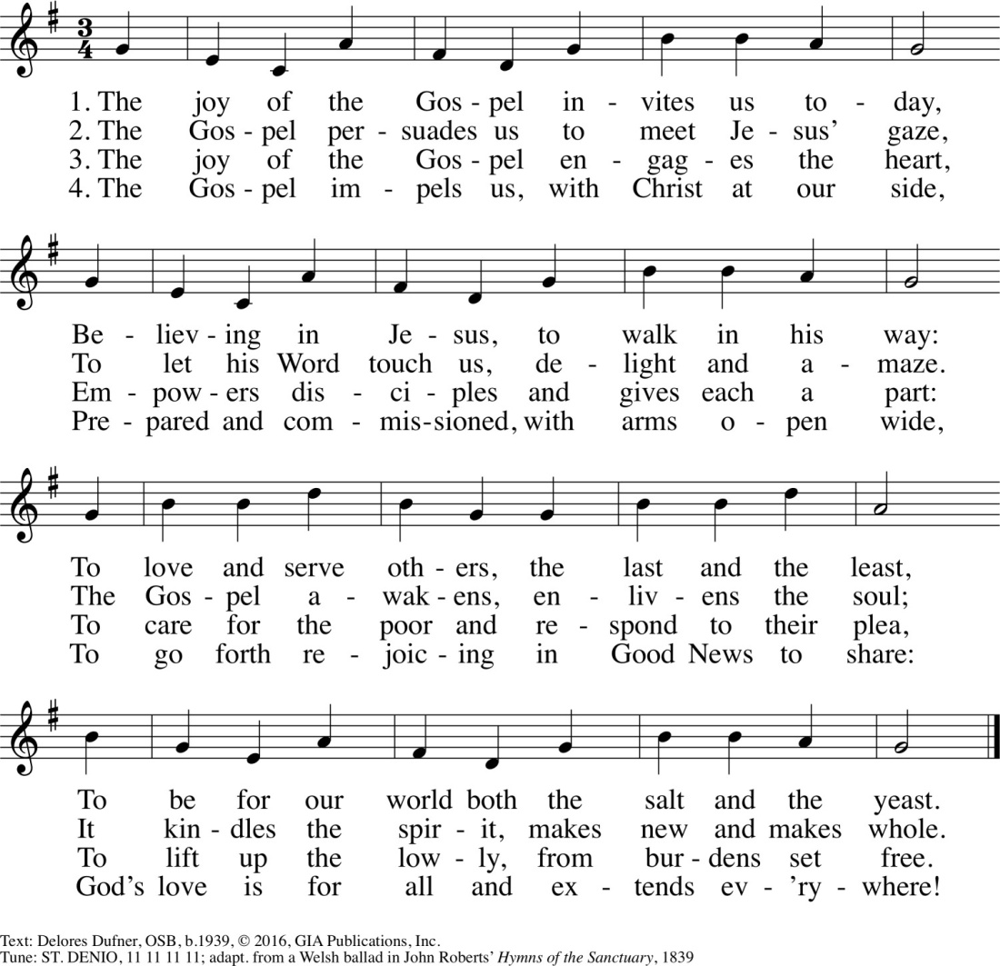 3
4
1. The joy of the Gos - pel in - vites us to - day,
2. The Gos - pel per - suades us to meet Je - sus’ gaze,
3. The joy of the Gos - pel en - gag - es the heart,
4. The Gos - pel im - pels us, with Christ at our side,
Be - liev - ing in Je - sus, to walk in his way:
To let his Word touch us, de - light and a - maze.
Em - pow - ers dis - ci - ples and gives each a part:
Pre - pared and com - mis - sioned, with arms o - pen wide,
To love and serve oth - ers, the last and the least,
The Gos - pel a - wak - ens, en - liv - ens the soul;
To care for the poor and re - spond to their plea,
To go forth re - joic - ing in Good News to share:
To be for our world both the salt and the yeast.
It kin - dles the spir - it, makes new and makes whole.
To lift up the low - ly, from bur - dens set free.
God’s love is for all and ex - tends ev - ’ry - where!
Text: Delores Dufner, OSB, b.1939, © 2016, GIA Publications, Inc.
Tune: ST. DENIO, 11 11 11 11; adapt. from a Welsh ballad in John Roberts’ Hymns of the Sanctuary, 1839